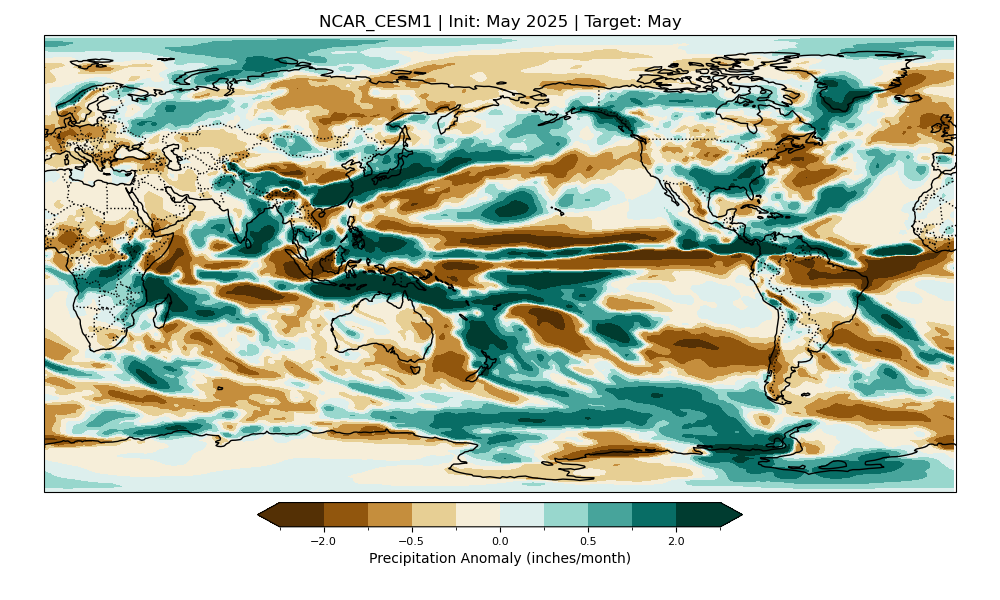 NCAR_CESM1 | Init: May 2025 | Target: May
−2.0 −0.5 0.0 0.5 2.0
Precipitation Anomaly (inches/month)